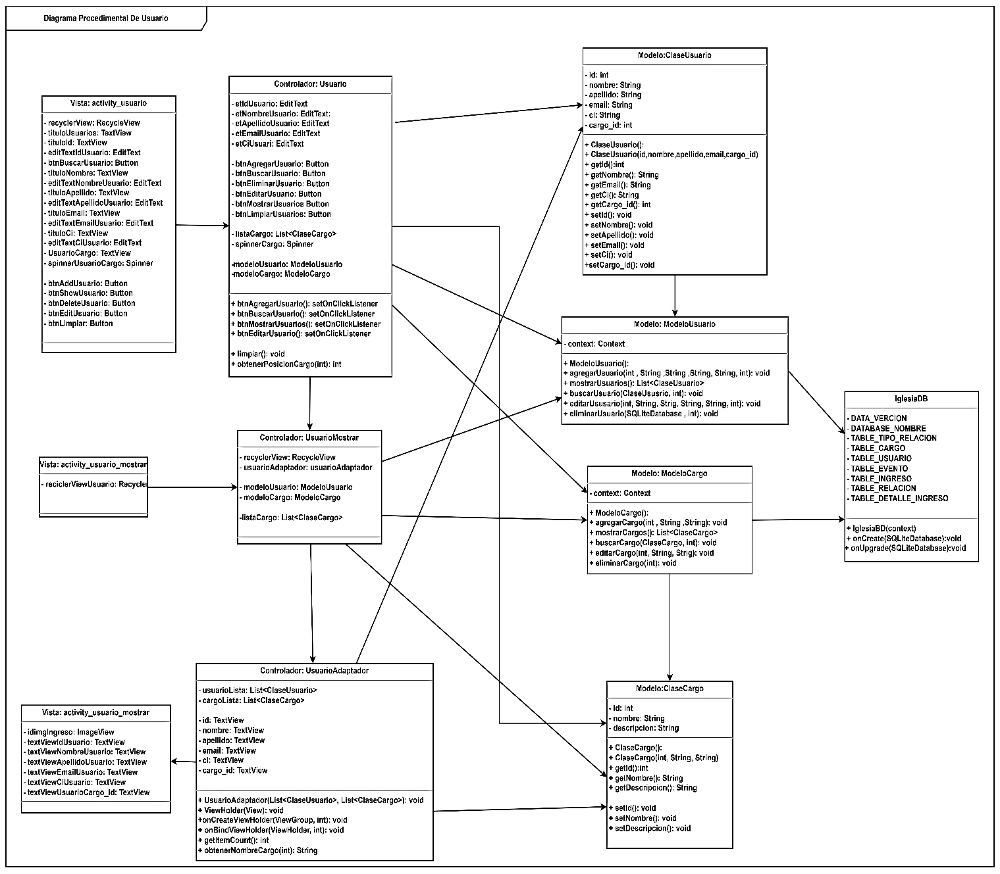 Diagrama Procedimental De Usuario
Vista: activity_usuario
- recyclerView: RecycleView
- tituloUsuarios: TextView
- tituloId: TextView
- editTextIdUsuario: EditText
- btnBuscarUsuario: Button
- tituloNombre: TextView
- editTextNombreUsuario: EditText
- tituloApellido: TextView
- editTextApellidoUsuario: EditText
- tituloEmail: TextView
- editTextEmailUsuario: EditText
- tituloCi: TextView
- editTextCiUsuario: EditText
- UsuarioCargo: TextView
- spinnerUsuarioCargo: Spinner
- btnAddUsuario: Button
- btnShowUsuario: Button
- btnDeleteUsuario: Button
- btnEditUsuario: Button
- btnLimpiar: Button
Controlador: Usuario
- etIdUsuario: EditText
- etNombreUsuario: EditText:
- etApellidoUsuario: EditText
- etEmailUsuario: EditText
- etCiUsuari: EditText
- btnAgregarUsuario: Button
- btnBuscarUsuario: Button
- btnEliminarUsuario: Button
- btnEditarUsuario: Button
- btnMostrarUsuarios Button
- btnLimpiarUsuarios: Button
- listaCargo: List<ClaseCargo>
- spinnerCargo: Spinner
-modeloUsuario: ModeloUsuario
-modeloCargo: ModeloCargo
+ btnAgregarUsuario(): setOnClickListener
+ btnBuscarUsuario(): setOnClickListener
+ btnMostrarUsuarios(): setOnClickListener
+ btnEditarUsuario(): setOnClickListener
+ limpiar(): void
+ obtenerPosicionCargo(int): int
Modelo:ClaseUsuario
- id: int
- nombre: String
- apellido: String
- email: String
- ci: String
- cargo_id: int
+ ClaseUsuario():
+ ClaseUsuario(id,nombre,apellido,email,cargo_id)
+ getId():int
+ getNombre(): String
+ getEmail(): String
+ getCi(): String
+ getCargo_id(): int
+ setId(): void
+ setNombre(): void
+ setApellido(): void
+ setEmail(): void
+ setCi(): void
+setCargo_id(): void
Modelo: ModeloUsuario
- context: Context
+ ModeloUsuario():
+ agregarUsuario(int , String ,String ,String, String, int): void
+ mostrarUsuarios(): List<ClaseUsuario>
+ buscarUsuario(ClaseUsusrio, int): void
+ editarUsusario(int, String, Strig, String, String, int): void
+ eliminarUsuario(SQLiteDatabase , int): void
IglesiaDB
- DATA_VERCION
- DATABASE_NOMBRE
- TABLE_TIPO_RELACION
- TABLE_CARGO
- TABLE_USUARIO
- TABLE_EVENTO
- TABLE_INGRESO
- TABLE_RELACION
- TABLE_DETALLE_INGRESO
+ IglesiaBD(context)
+ onCreate(SQLiteDatabase):void
+ onUpgrade(SQLiteDatabase):void
Vista: activity_usuario_mostrar
- reciclerViewUsuario: Recycler
Controlador: UsuarioMostrar
- recyclerView: RecycleView
- usuarioAdaptador: usuarioAdaptador
- modeloUsuario: ModeloUsuario
- modeloCargo: ModeloCargo
-listaCargo: List<ClaseCargo>
Modelo: ModeloCargo
- context: Context
+ ModeloCargo():
+ agregarCargo(int , String ,String): void
+ mostrarCargos(): List<ClaseCargo>
+ buscarCargo(ClaseCargo, int): void
+ editarCargo(int, String, Strig): void
+ eliminarCargo(int): void
Vista: activity_usuario_mostrar
- idimgIngreso: ImageView
- textViewIdUsuario: TextView
- textViewNombreUsuario: TextView
- textViewApellidoUsuario: TextView
- textViewEmailUsuario: TextView
- textViewCIUsuario: TextView
- textViewUsuarioCargo_id: TextView
Controlador: UsuarioAdaptador
- usuarioLista: List<ClaseUsuario>
- cargoLista: List<ClaseCargo>
- id: TextView
- nombre: TextView
- apellido: TextView
- email: TextView
- ci: TextView
- cargo_id: TextView
+ UsuarioAdaptador(List<ClaseUsuario>, List<ClaseCargo>): void
+ ViewHolder(View): void
+onCreateViewHolder(ViewGroup, int): void
+ onBindViewHolder(ViewHolder, int): void
+ getItemCount(): int
+ obtenerNombreCargo(int): String
Modelo:ClaseCargo
- id: int
- nombre: String
- descripcion: String
+ ClaseCargo():
+ ClaseCargo(int, String, String)
+ getId():int
+ getNombre(): String
+ getDescripcion(): String
+ setId(): void
+ setNombre(): void
+ setDescripcion(): void